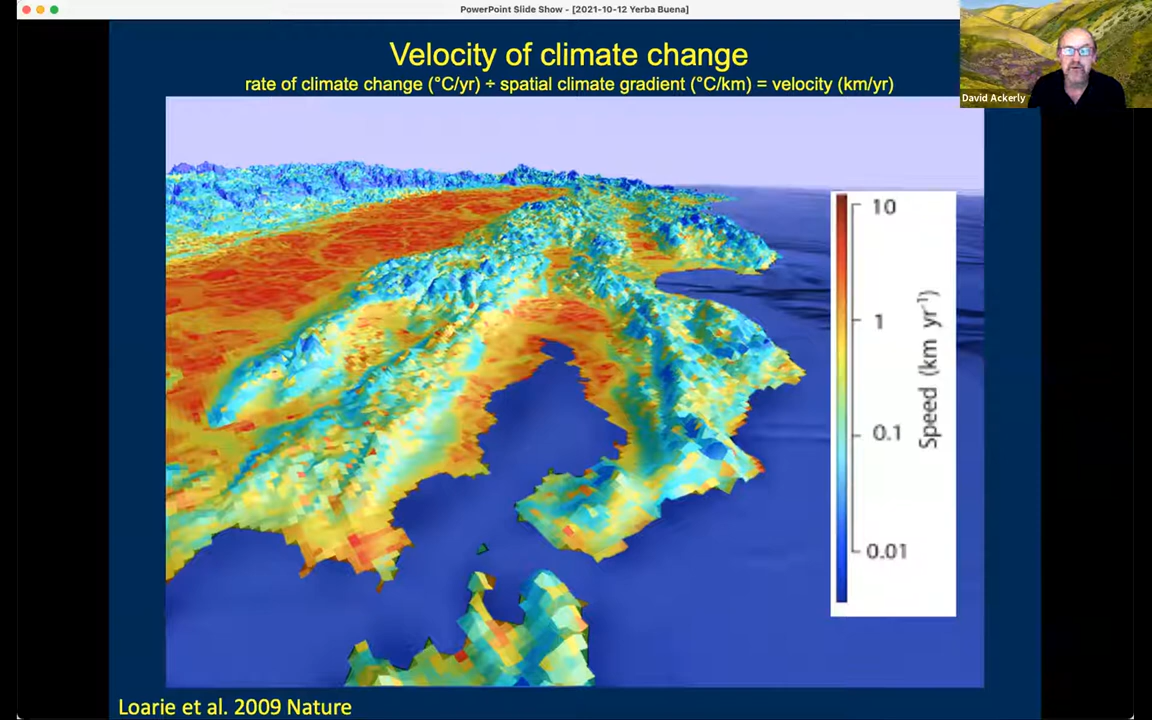 PowerPoint Slide Show - [2021-10-12 Yerba Buena]
Velocity of climate change
rate of climate change (°C/yr) ÷ spatial climate gradient (°C/km) = velocity (km/yr)
David Ackerly
10
1
0.1
0.01
Speed (km yr⁻¹)
Loarie et al. 2009 Nature